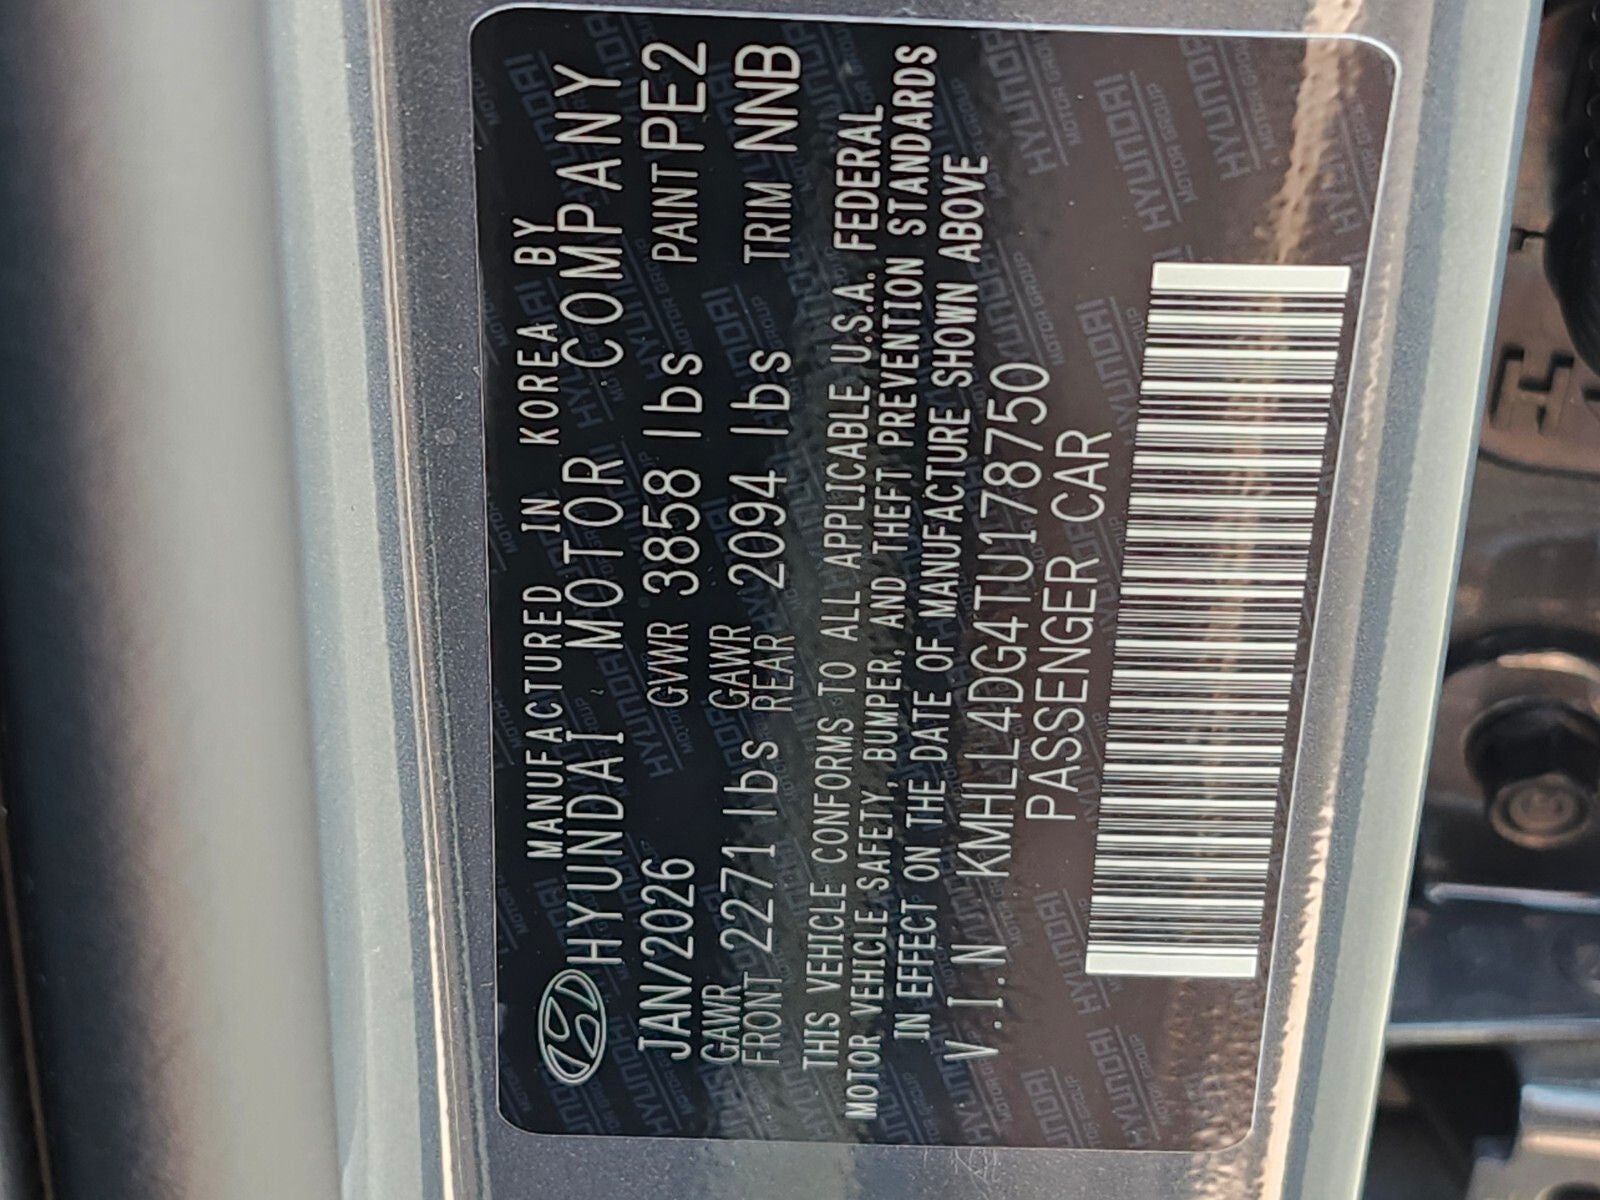 MANUFACTURED IN KOREA BY
HYUNDAI MOTOR COMPANY
JAN/2026 GVWR 3858 lbs PAINT PE2
GAWR FRONT 2271 lbs GAWR REAR 2094 lbs TRIM NNB
THIS VEHICLE CONFORMS TO ALL APPLICABLE U.S.A. FEDERAL
MOTOR VEHICLE SAFETY, BUMPER, AND THEFT PREVENTION STANDARDS
IN EFFECT ON THE DATE OF MANUFACTURE SHOWN ABOVE
V.I.N KMHLL4DG4TU178750
PASSENGER CAR